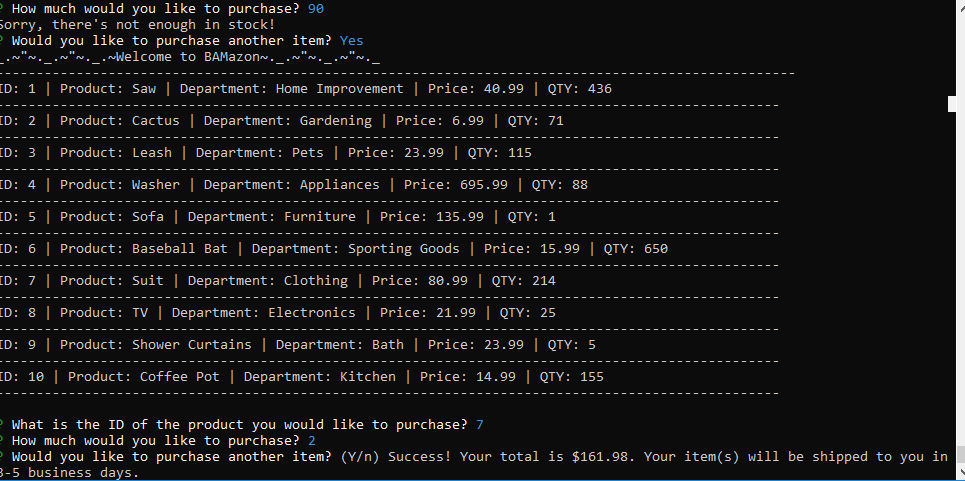 ? How much would you like to purchase? 90
Sorry, there's not enough in stock!
? Would you like to purchase another item? Yes
_.~"~._.~"~._.~Welcome to BAMazon~._.~"~._.~"~._
----------------------------------------------------------------------------------------------------
ID: 1 | Product: Saw | Department: Home Improvement | Price: 40.99 | QTY: 436
--------------------------------------------------------------------------------------------------
ID: 2 | Product: Cactus | Department: Gardening | Price: 6.99 | QTY: 71
--------------------------------------------------------------------------------------------------
ID: 3 | Product: Leash | Department: Pets | Price: 23.99 | QTY: 115
--------------------------------------------------------------------------------------------------
ID: 4 | Product: Washer | Department: Appliances | Price: 695.99 | QTY: 88
--------------------------------------------------------------------------------------------------
ID: 5 | Product: Sofa | Department: Furniture | Price: 135.99 | QTY: 1
--------------------------------------------------------------------------------------------------
ID: 6 | Product: Baseball Bat | Department: Sporting Goods | Price: 15.99 | QTY: 650
--------------------------------------------------------------------------------------------------
ID: 7 | Product: Suit | Department: Clothing | Price: 80.99 | QTY: 214
--------------------------------------------------------------------------------------------------
ID: 8 | Product: TV | Department: Electronics | Price: 21.99 | QTY: 25
--------------------------------------------------------------------------------------------------
ID: 9 | Product: Shower Curtains | Department: Bath | Price: 23.99 | QTY: 5
--------------------------------------------------------------------------------------------------
ID: 10 | Product: Coffee Pot | Department: Kitchen | Price: 14.99 | QTY: 155
--------------------------------------------------------------------------------------------------
? What is the ID of the product you would like to purchase? 7
? How much would you like to purchase? 2
? Would you like to purchase another item? (Y/n) Success! Your total is $161.98. Your item(s) will be shipped to you in
3-5 business days.